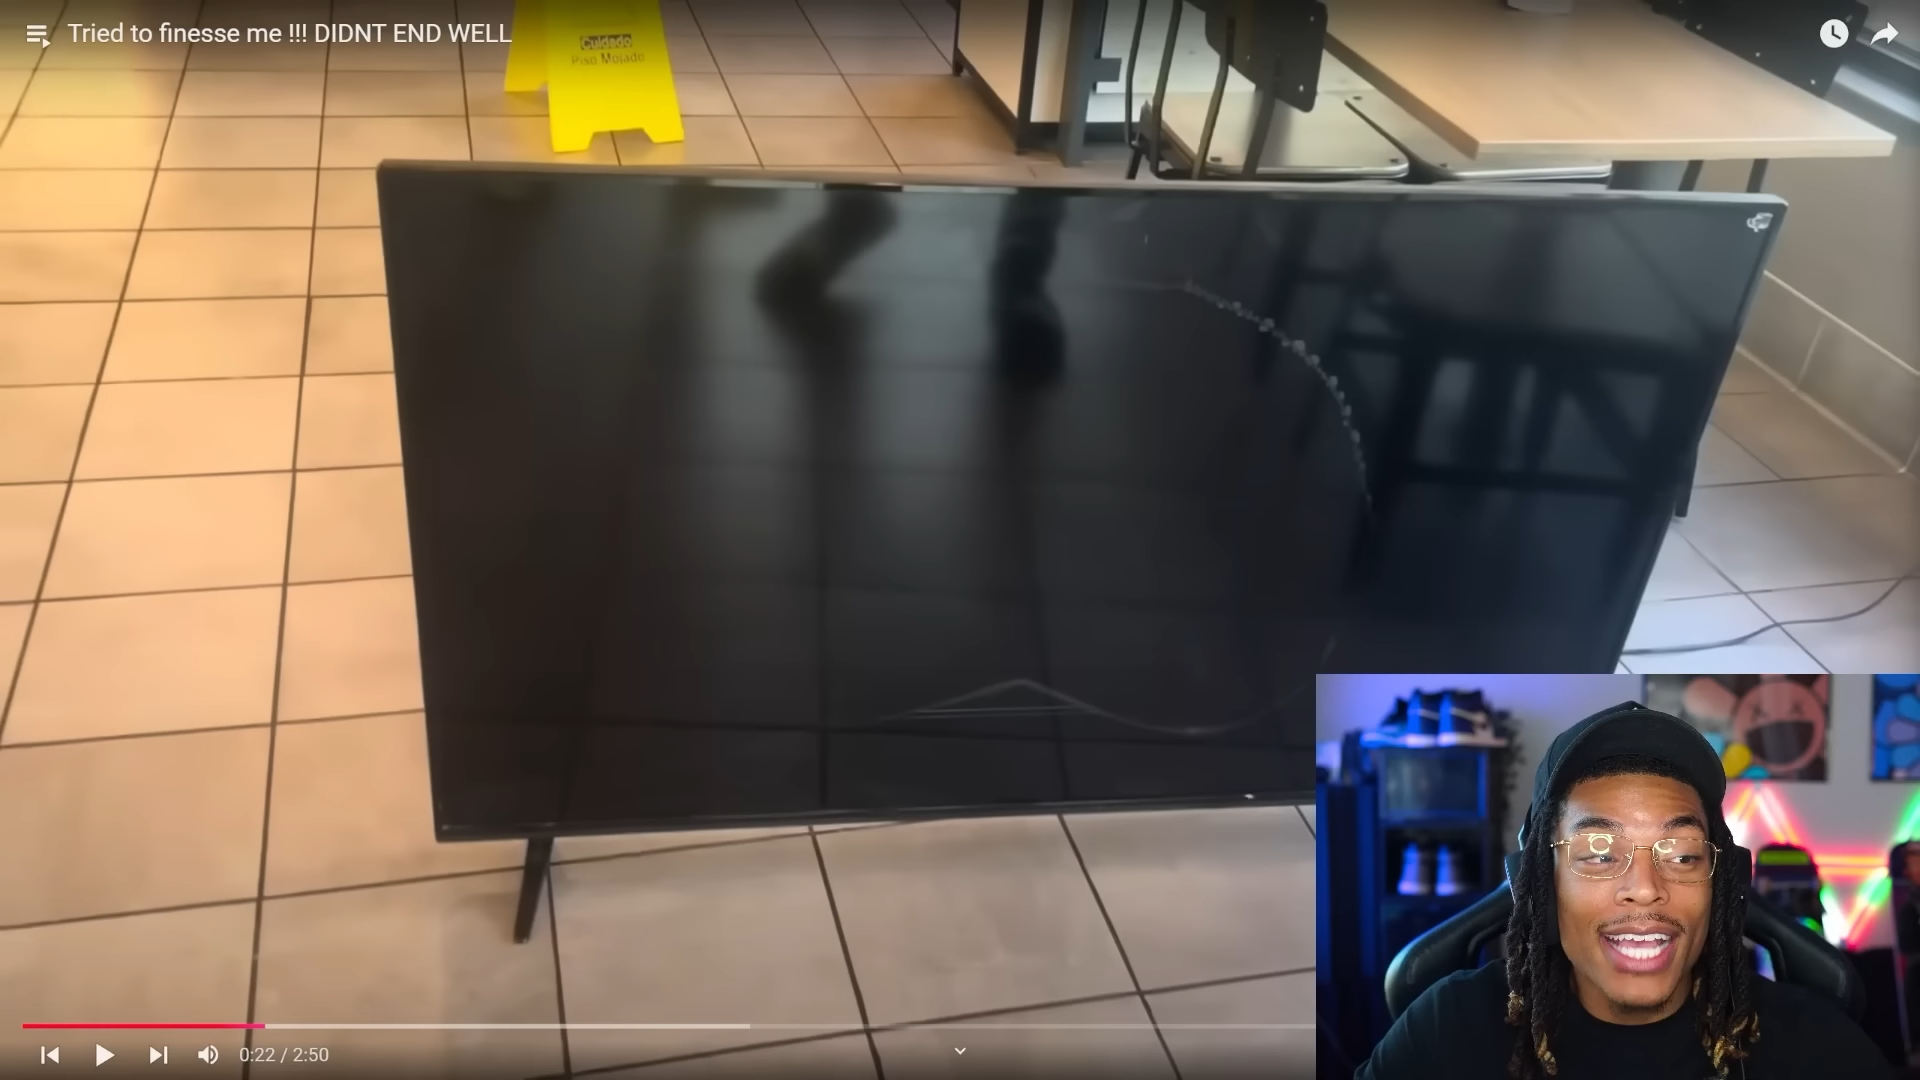 Tried to finesse me !!! DIDNT END WELL
Cuidado
Piso Mojado
0:22 / 2:50